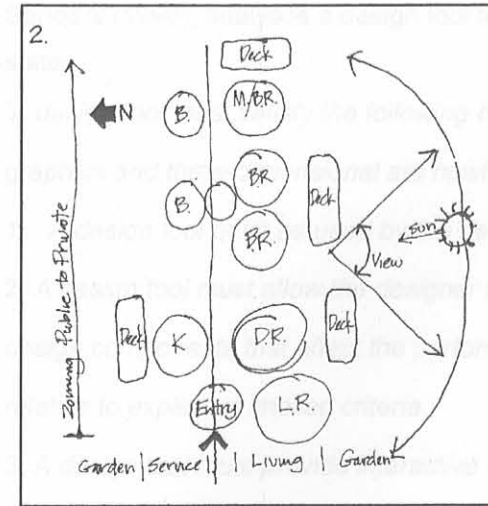 2.
Deck
N
B.
M/BR.
BR
B.
Deck
BR.
Sun
View
Zoning Public to Private
Deck
K
D.R.
Deck
Entry
L.R.
Garden | Service | Living | Garden